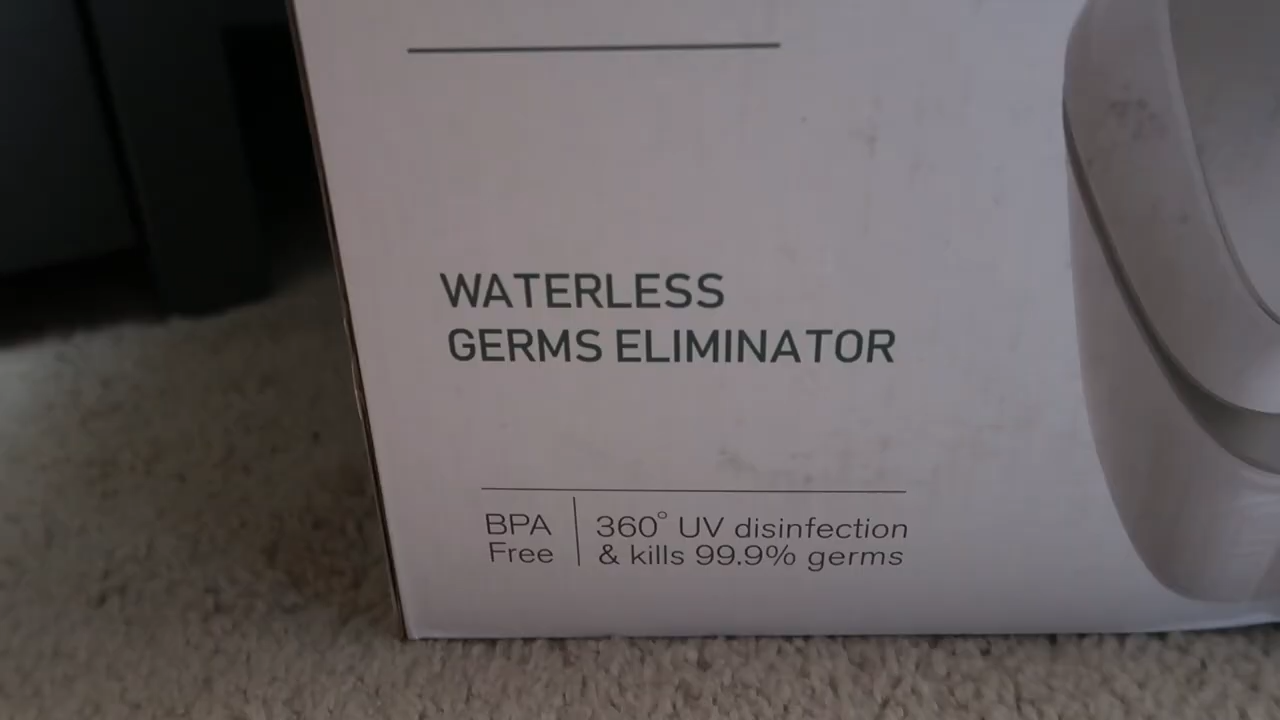 WATERLESS
GERMS ELIMINATOR
BPA
Free
360° UV disinfection
& kills 99.9% germs